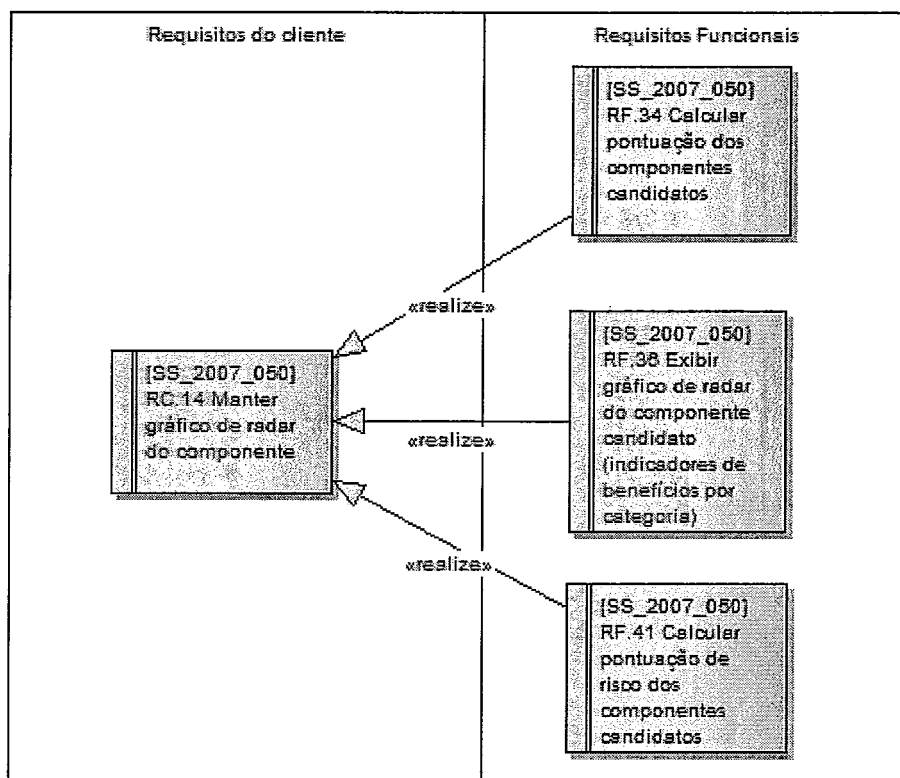 Requisitos do cliente
Requisitos Funcionais
[SS_2007_050]
RF.34 Calcular
pontuação dos
componentes
candidatos
«realize»
[SS_2007_050]
RC.14 Manter
gráfico de radar
do componente
«realize»
[SS_2007_050]
RF.36 Exibir
gráfico de radar
do componente
candidato
(indicadores de
benefícios por
categoria)
«realize»
[SS_2007_050]
RF.41 Calcular
pontuação de
risco dos
componentes
candidatos